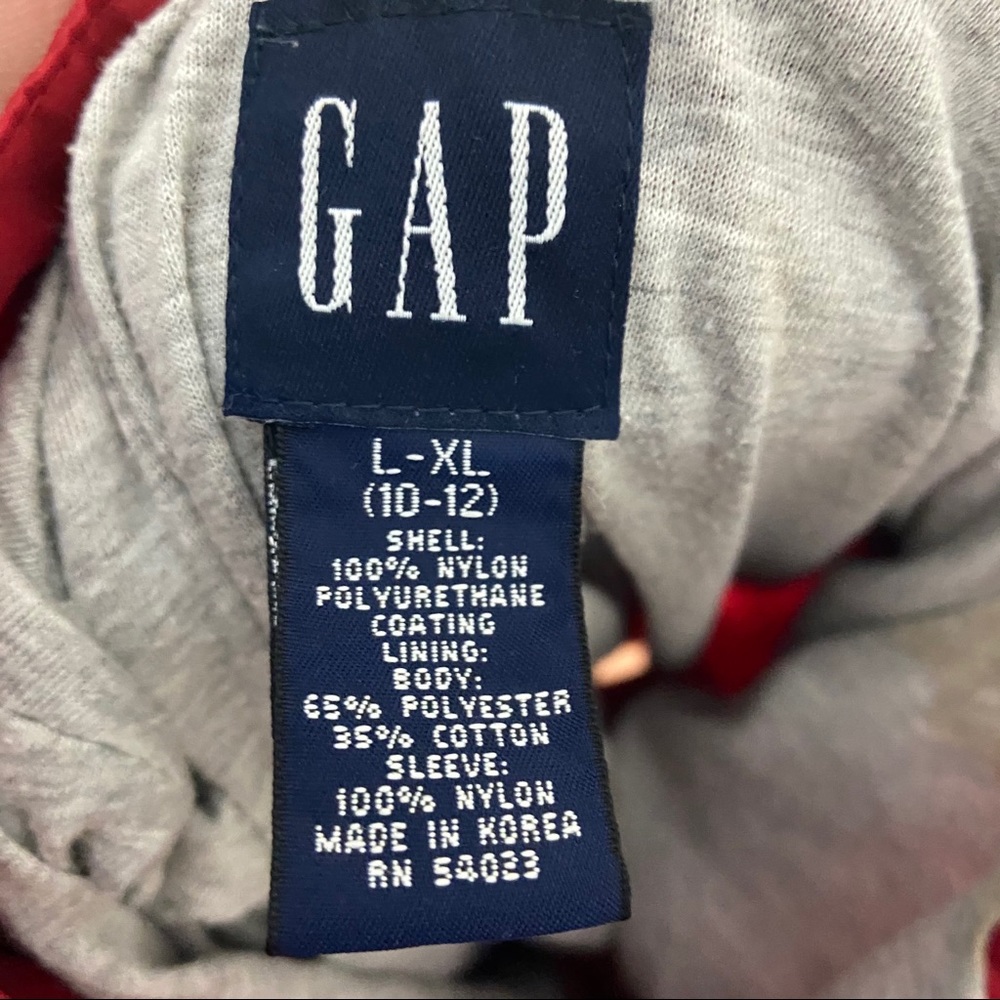 GAP
L-XL
(10-12)
SHELL:
100% NYLON
POLYURETHANE
COATING
LINING:
BODY:
65% POLYESTER
35% COTTON
SLEEVE:
100% NYLON
MADE IN KOREA
RN 54023